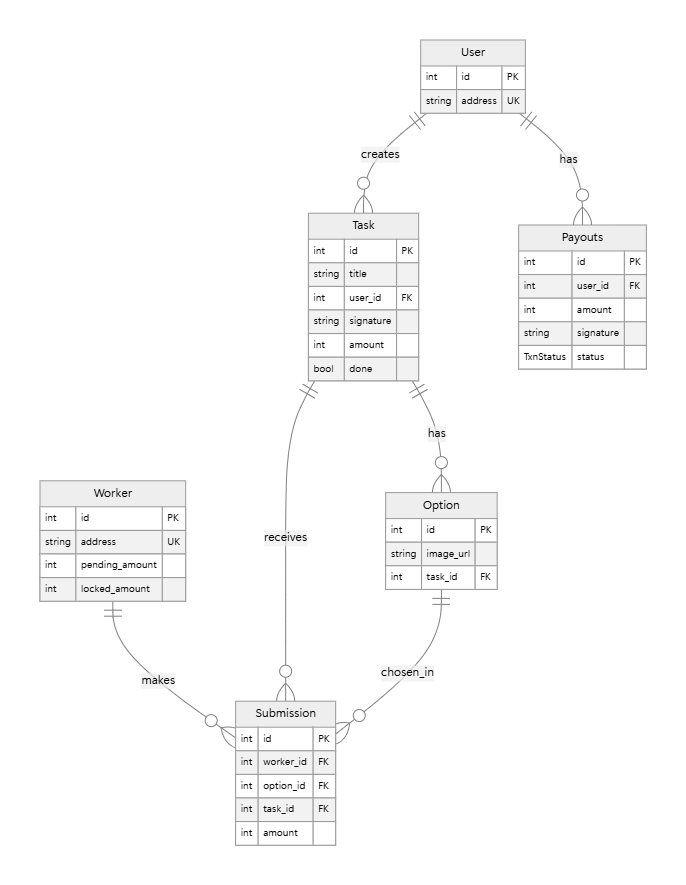 User
int id PK
string address UK
creates
has
Task
int id PK
string title
int user_id FK
string signature
int amount
bool done
Payouts
int id PK
int user_id FK
int amount
string signature
TxnStatus status
has
Worker
int id PK
string address UK
int pending_amount
int locked_amount
Option
int id PK
string image_url
int task_id FK
receives
makes
chosen_in
Submission
int id PK
int worker_id FK
int option_id FK
int task_id FK
int amount